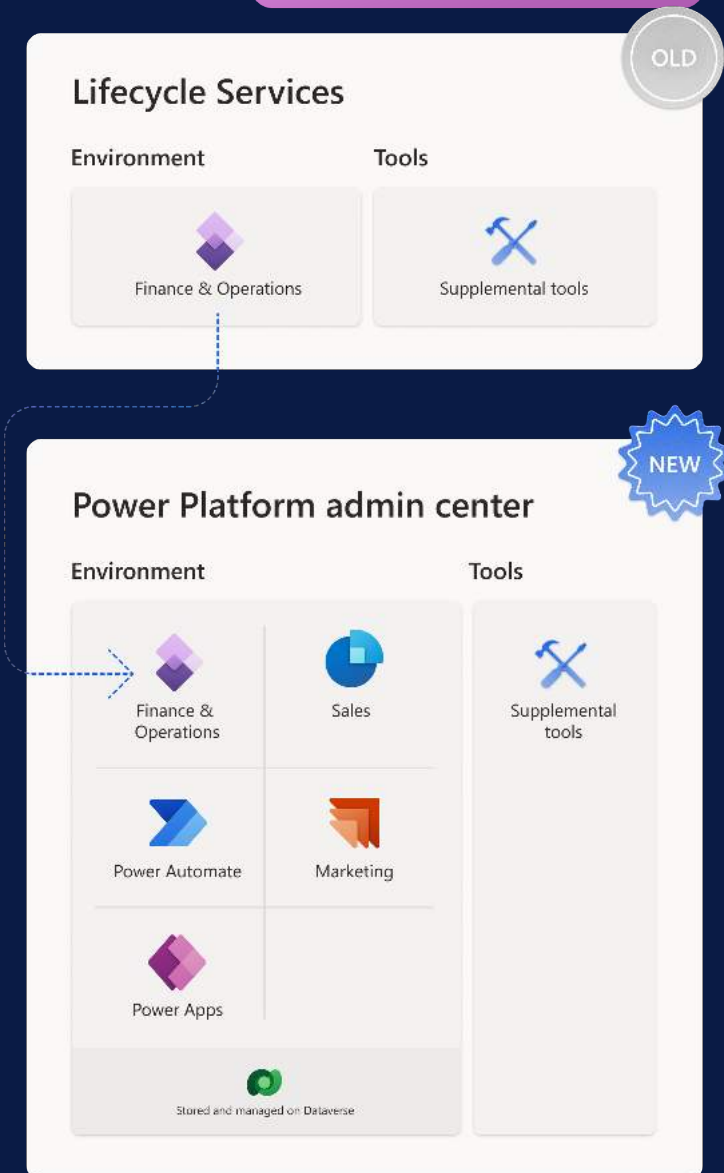 OLD
Lifecycle Services
Environment
Tools
Finance & Operations
Supplemental tools
NEW
Power Platform admin center
Environment
Tools
Finance &
Operations
Sales
Supplemental
tools
Power Automate
Marketing
Power Apps
Stored and managed on Dataverse